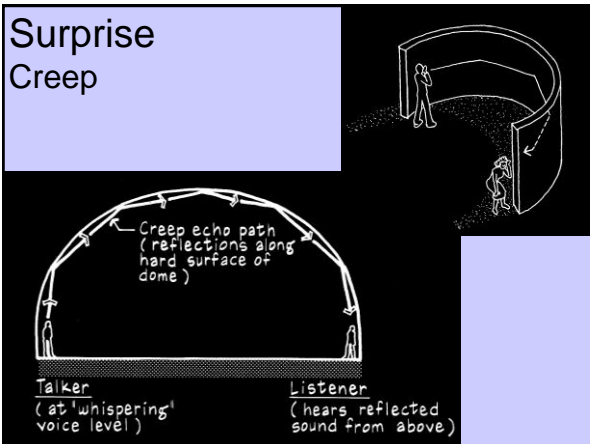 Surprise
Creep
Creep echo path
(reflections along
hard surface of
dome)
Talker
(at "whispering"
voice level)
Listener
(hears reflected
sound from above)